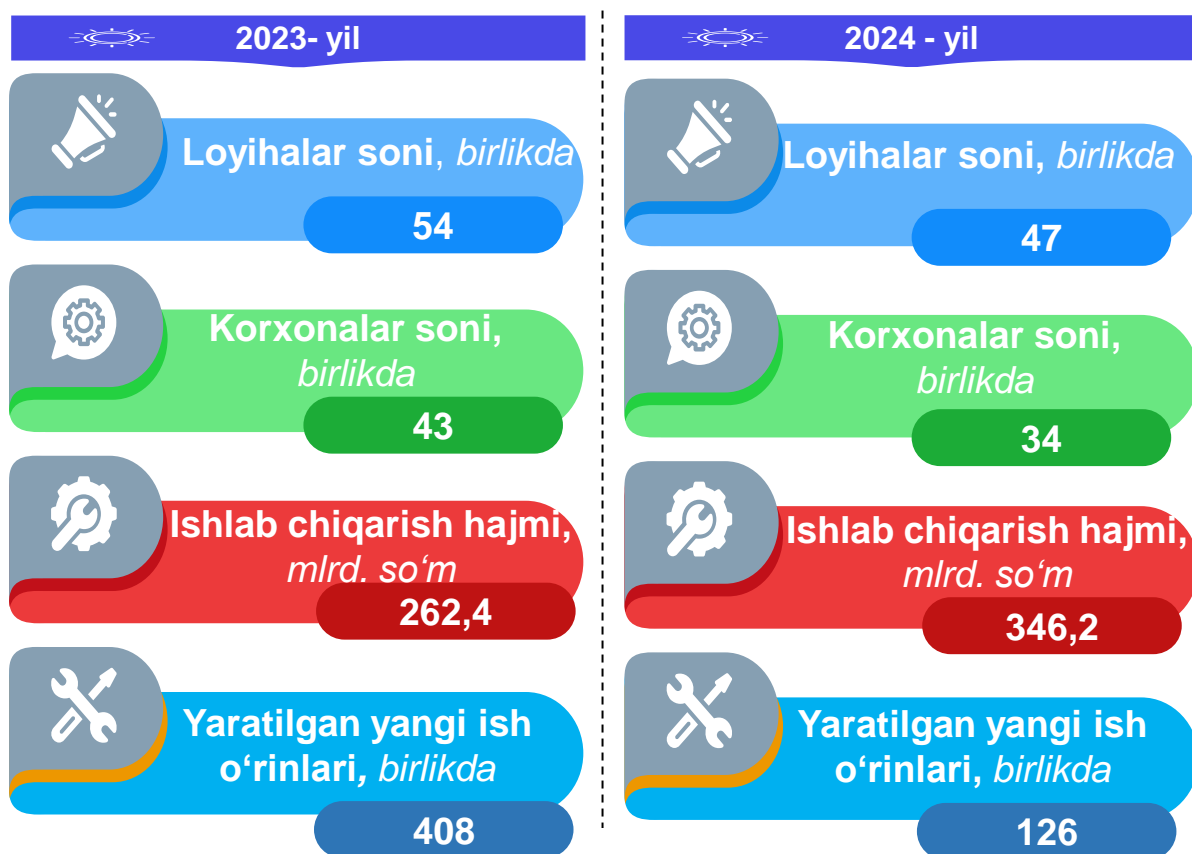 2023- yil
Loyihalar soni, birlikda
54
Korxonalar soni,
birlikda
43
Ishlab chiqarish hajmi,
mlrd. so‘m
262,4
Yaratilgan yangi ish
o‘rinlari, birlikda
408
2024 - yil
Loyihalar soni, birlikda
47
Korxonalar soni,
birlikda
34
Ishlab chiqarish hajmi,
mlrd. so‘m
346,2
Yaratilgan yangi ish
o‘rinlari, birlikda
126